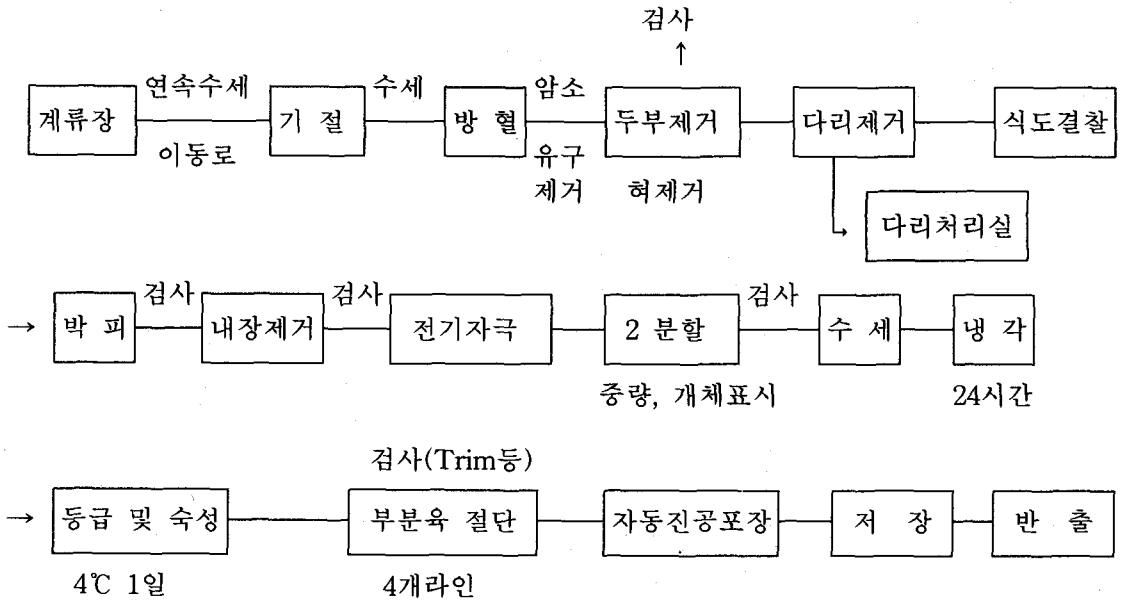 검사
↑
연속수세 수세 암소
계류장 기 절 방 혈 두부제거 다리제거 식도결찰
이동로 유구 제거 혀제거
다리처리실
검사 검사 검사
→ 박 피 내장제거 전기자극 2 분할 수 세 냉 각
중량, 개체표시 24시간
검사(Trim등)
→ 등급 및 숙성 부분육 절단 자동진공포장 저 장 반 출
4℃ 1일 4개라인